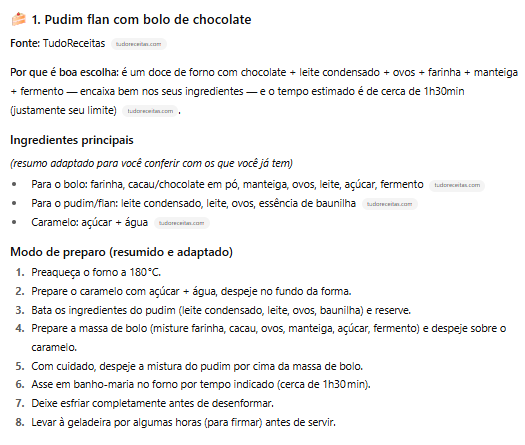 🍰 1. Pudim flan com bolo de chocolate
Fonte: TudoReceitas tudoreceitas.com
Por que é boa escolha: é um doce de forno com chocolate + leite condensado + ovos + farinha + manteiga
+ fermento — encaixa bem nos seus ingredientes — e o tempo estimado é de cerca de 1h30min
(justamente seu limite) tudoreceitas.com .
Ingredientes principais
(resumo adaptado para você conferir com os que você já tem)
• Para o bolo: farinha, cacau/chocolate em pó, manteiga, ovos, leite, açúcar, fermento tudoreceitas.com
• Para o pudim/flan: leite condensado, leite, ovos, essência de baunilha tudoreceitas.com
• Caramelo: açúcar + água tudoreceitas.com
Modo de preparo (resumido e adaptado)
1. Preaqueça o forno a 180 °C.
2. Prepare o caramelo com açúcar + água, despeje no fundo da forma.
3. Bata os ingredientes do pudim (leite condensado, leite, ovos, baunilha) e reserve.
4. Prepare a massa de bolo (misture farinha, cacau, ovos, manteiga, açúcar, fermento) e despeje sobre o
caramelo.
5. Com cuidado, despeje a mistura do pudim por cima da massa de bolo.
6. Asse em banho-maria no forno por tempo indicado (cerca de 1h30 min).
7. Deixe esfriar completamente antes de desenformar.
8. Levar à geladeira por algumas horas (para firmar) antes de servir.